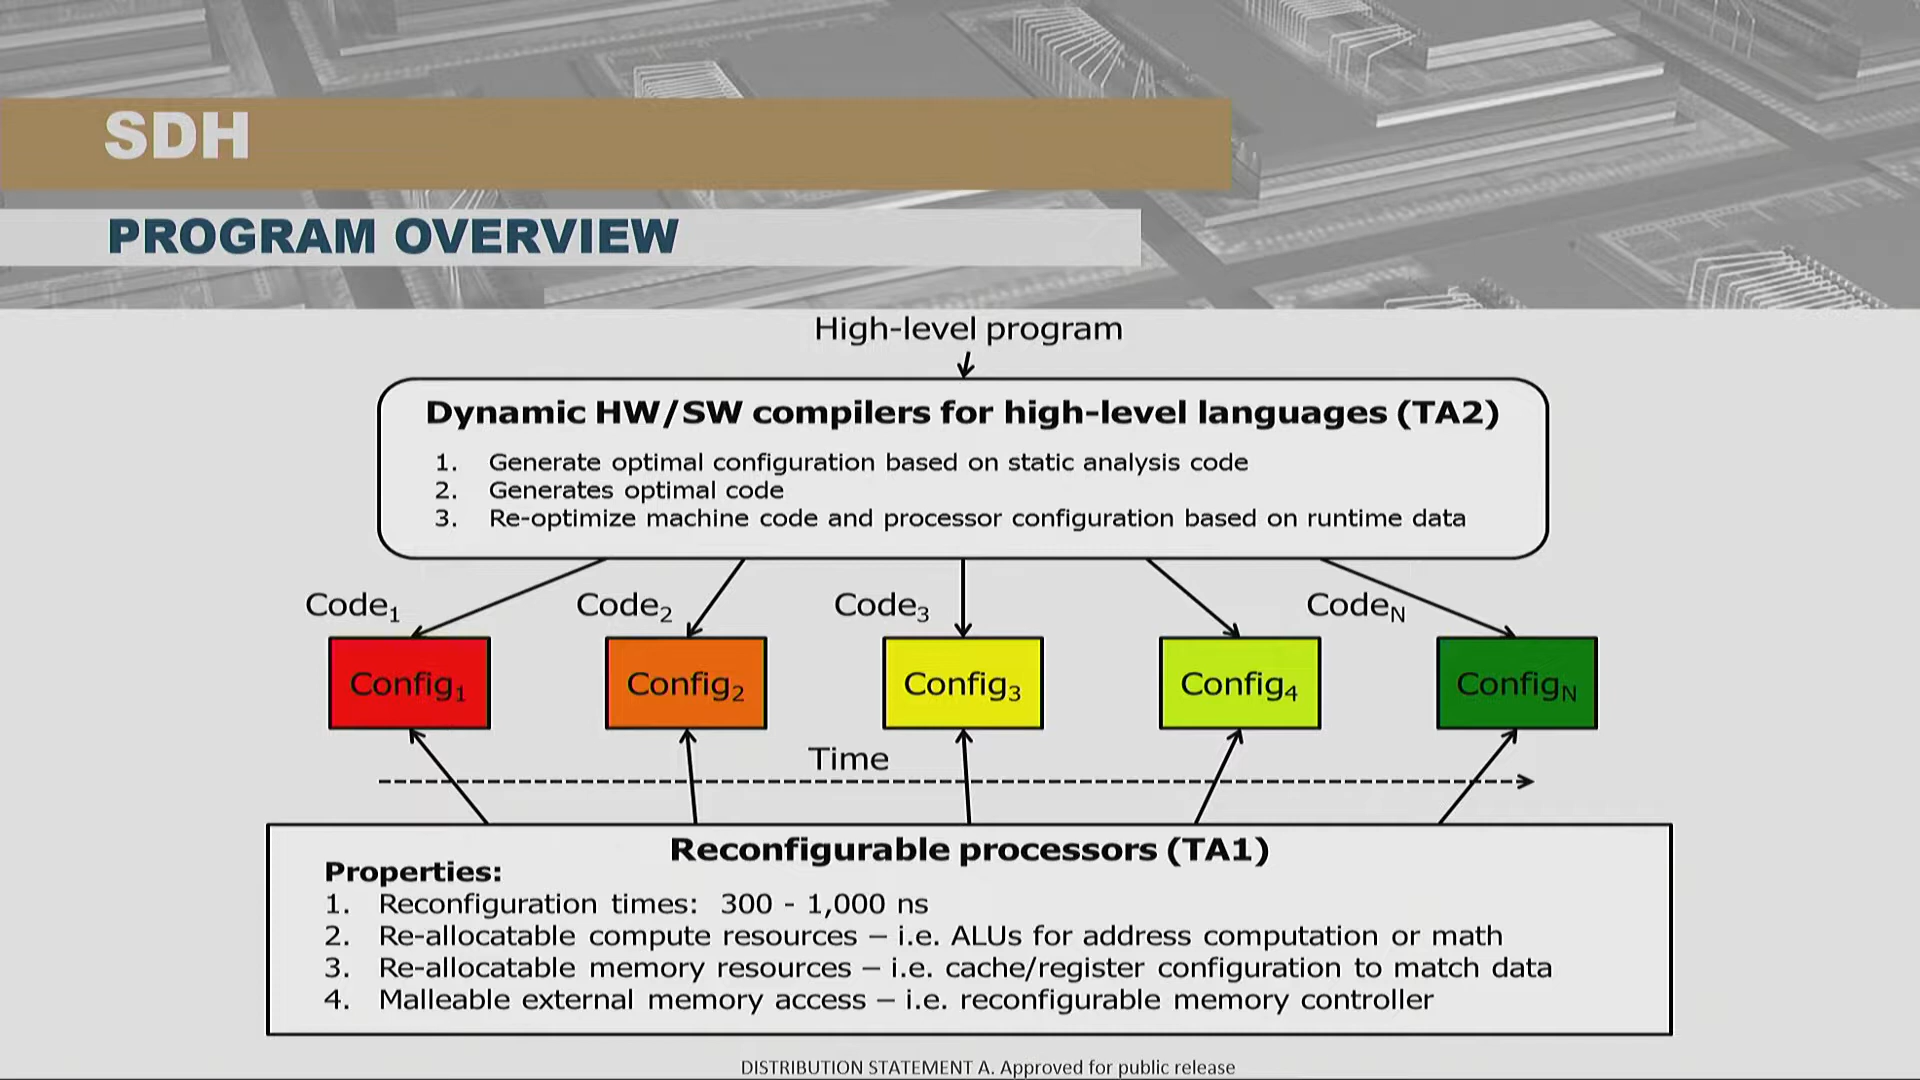 SDH
PROGRAM OVERVIEW
High-level program
Dynamic HW/SW compilers for high-level languages (TA2)
1. Generate optimal configuration based on static analysis code
2. Generates optimal code
3. Re-optimize machine code and processor configuration based on runtime data
Code1 Code2 Code3 CodeN
Config1 Config2 Config3 Config4 ConfigN
Time
Reconfigurable processors (TA1)
Properties:
1. Reconfiguration times: 300 - 1,000 ns
2. Re-allocatable compute resources – i.e. ALUs for address computation or math
3. Re-allocatable memory resources – i.e. cache/register configuration to match data
4. Malleable external memory access – i.e. reconfigurable memory controller
DISTRIBUTION STATEMENT A. Approved for public release